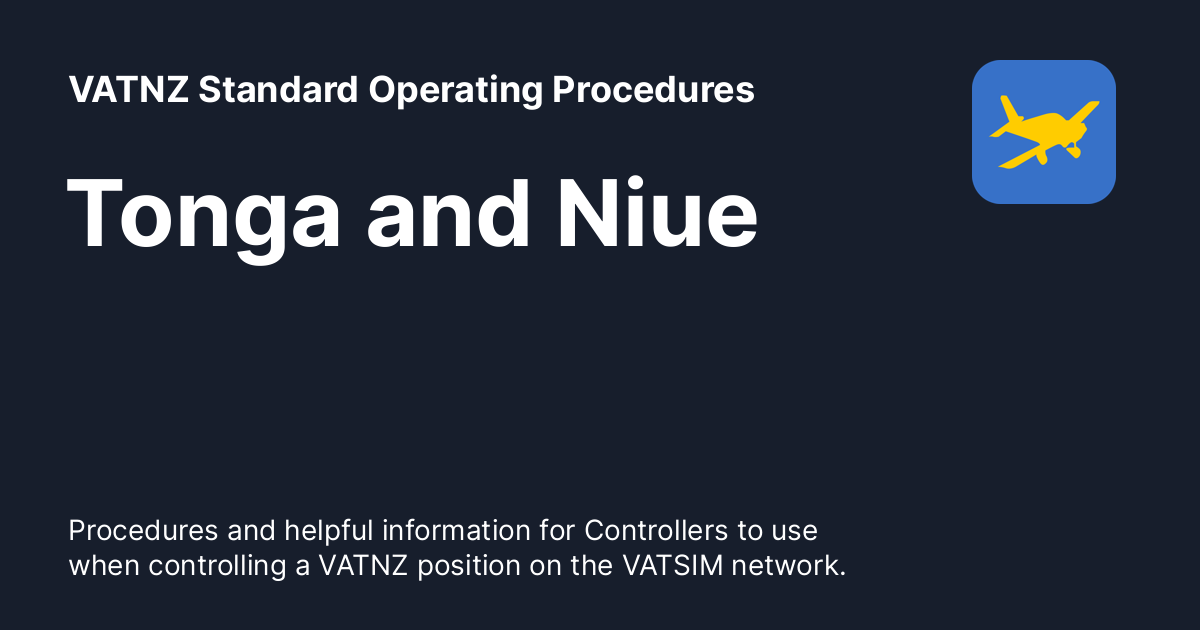 VATNZ Standard Operating Procedures
Tonga and Niue
Procedures and helpful information for Controllers to use
when controlling a VATNZ position on the VATSIM network.